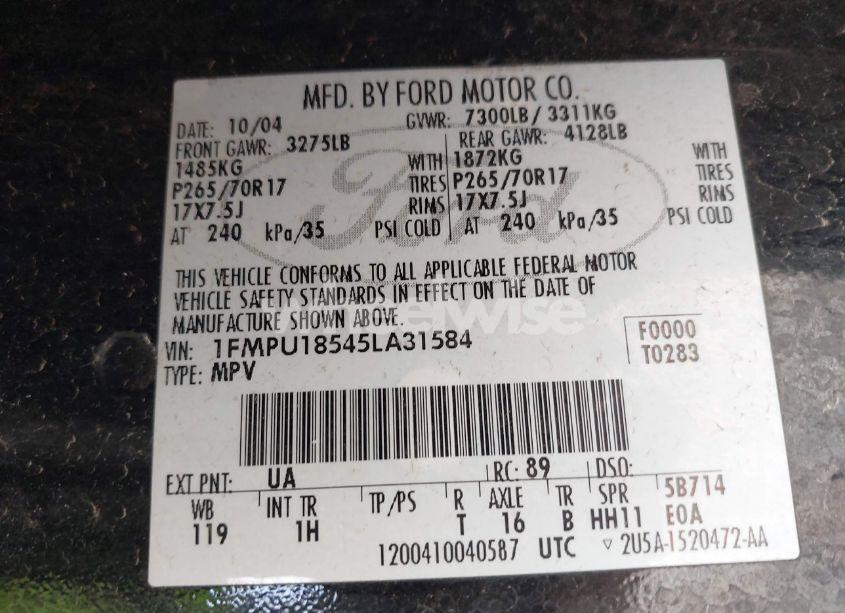 MFD. BY FORD MOTOR CO.
DATE: 10/04 GVWR: 7300LB / 3311KG
FRONT GAWR: 3275LB REAR GAWR: 4128LB
1485KG WITH 1872KG WITH
P265/70R17 TIRES P265/70R17 TIRES
17X7.5J RIMS 17X7.5J RIMS
AT 240 kPa/35 PSI COLD AT 240 kPa/35 PSI COLD
Ford
THIS VEHICLE CONFORMS TO ALL APPLICABLE FEDERAL MOTOR
VEHICLE SAFETY STANDARDS IN EFFECT ON THE DATE OF
MANUFACTURE SHOWN ABOVE.
VIN: 1FMPU18545LA31584 F0000
TYPE: MPV T0283
EXT PNT: UA RC: 89 DSO:
WB INT TR TP/PS R AXLE TR SPR 5B714
119 1H T 16 B HH11 E0A
1200410040587 UTC ▽ 2U5A-1520472-AA